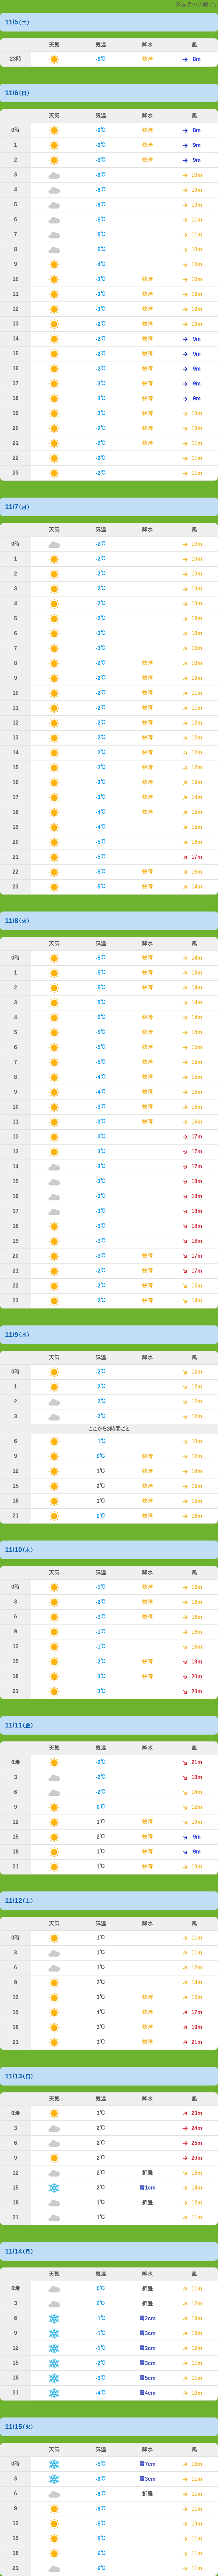 11/5(土)
天気 気温 降水 風
23時 -6℃ 快晴 8m
11/6(日)
天気 気温 降水 風
0時 -6℃ 快晴 8m
1 -6℃ 快晴 9m
2 -6℃ 快晴 9m
3 -6℃ 10m
4 -6℃ 10m
5 -6℃ 10m
6 -5℃ 11m
7 -5℃ 11m
8 -5℃ 10m
9 -4℃ 快晴 10m
10 -3℃ 快晴 10m
11 -3℃ 快晴 10m
12 -3℃ 快晴 10m
13 -2℃ 快晴 10m
14 -2℃ 快晴 9m
15 -2℃ 快晴 9m
16 -2℃ 快晴 9m
17 -3℃ 快晴 9m
18 -3℃ 快晴 9m
19 -3℃ 快晴 10m
20 -2℃ 快晴 10m
21 -2℃ 快晴 11m
22 -2℃ 11m
23 -2℃ 11m
11/7(月)
天気 気温 降水 風
0時 -2℃ 10m
1 -2℃ 10m
2 -2℃ 10m
3 -2℃ 10m
4 -2℃ 10m
5 -2℃ 10m
6 -3℃ 10m
7 -3℃ 10m
8 -2℃ 快晴 10m
9 -2℃ 快晴 10m
10 -2℃ 快晴 11m
11 -2℃ 快晴 11m
12 -2℃ 快晴 12m
13 -2℃ 快晴 12m
14 -2℃ 快晴 12m
15 -2℃ 快晴 12m
16 -3℃ 快晴 13m
17 -3℃ 快晴 14m
18 -4℃ 快晴 15m
19 -4℃ 15m
20 -5℃ 16m
21 -5℃ 17m
22 -5℃ 快晴 16m
23 -5℃ 快晴 14m
11/8(火)
天気 気温 降水 風
0時 -5℃ 快晴 14m
1 -5℃ 快晴 13m
2 -5℃ 快晴 14m
3 -5℃ 14m
4 -5℃ 快晴 14m
5 -5℃ 快晴 14m
6 -5℃ 快晴 15m
7 -5℃ 快晴 15m
8 -4℃ 快晴 15m
9 -4℃ 快晴 15m
10 -3℃ 快晴 15m
11 -3℃ 快晴 15m
12 -3℃ 17m
13 -3℃ 17m
14 -3℃ 17m
15 -3℃ 18m
16 -3℃ 18m
17 -3℃ 18m
18 -3℃ 18m
19 -3℃ 18m
20 -3℃ 快晴 17m
21 -2℃ 快晴 17m
22 -2℃ 快晴 15m
23 -2℃ 快晴 14m
11/9(水)
天気 気温 降水 風
0時 -2℃ 12m
1 -2℃ 12m
2 -2℃ 12m
3 -2℃ 12m
ここから3時間ごと
6 -1℃ 10m
9 0℃ 快晴 12m
12 1℃ 快晴 14m
15 2℃ 快晴 15m
18 1℃ 快晴 15m
21 0℃ 快晴 16m
11/10(木)
天気 気温 降水 風
0時 -1℃ 快晴 16m
3 -2℃ 快晴 16m
6 -3℃ 快晴 16m
9 -1℃ 16m
12 -1℃ 16m
15 -2℃ 快晴 18m
18 -3℃ 快晴 20m
21 -3℃ 20m
11/11(金)
天気 気温 降水 風
0時 -2℃ 21m
3 -2℃ 18m
6 -2℃ 14m
9 0℃ 12m
12 1℃ 快晴 10m
15 2℃ 快晴 9m
18 1℃ 快晴 9m
21 1℃ 快晴 10m
11/12(土)
天気 気温 降水 風
0時 1℃ 11m
3 1℃ 11m
6 1℃ 12m
9 2℃ 14m
12 3℃ 快晴 15m
15 4℃ 快晴 17m
18 3℃ 快晴 19m
21 3℃ 快晴 21m
11/13(日)
天気 気温 降水 風
0時 3℃ 23m
3 2℃ 24m
6 2℃ 25m
9 2℃ 20m
12 2℃ 折畳 15m
15 2℃ 雪1cm 14m
18 1℃ 折畳 12m
21 1℃ 11m
11/14(月)
天気 気温 降水 風
0時 0℃ 折畳 11m
3 0℃ 折畳 11m
6 -1℃ 雪2cm 13m
9 -1℃ 雪3cm 13m
12 -1℃ 雪2cm 12m
15 -2℃ 雪3cm 11m
18 -3℃ 雪5cm 11m
21 -4℃ 雪4cm 10m
11/15(火)
天気 気温 降水 風
0時 -5℃ 雪7cm 10m
3 -6℃ 雪3cm 11m
6 -6℃ 折畳 11m
9 -6℃ 11m
12 -5℃ 10m
15 -5℃ 11m
18 -6℃ 11m
21 -6℃ 11m